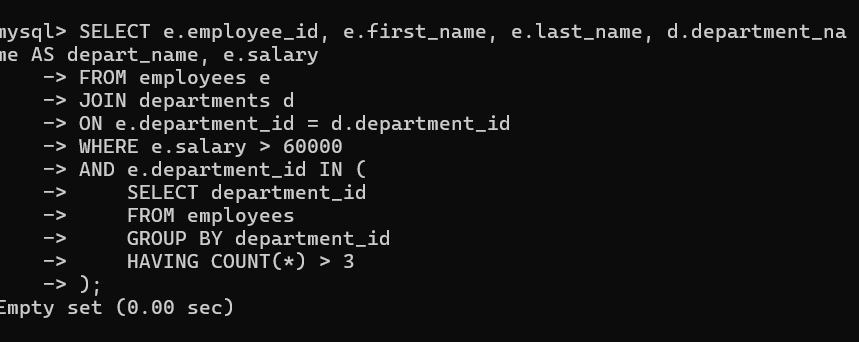 mysql> SELECT e.employee_id, e.first_name, e.last_name, d.department_na
me AS depart_name, e.salary
    -> FROM employees e
    -> JOIN departments d
    -> ON e.department_id = d.department_id
    -> WHERE e.salary > 60000
    -> AND e.department_id IN (
    ->     SELECT department_id
    ->     FROM employees
    ->     GROUP BY department_id
    ->     HAVING COUNT(*) > 3
    -> );
Empty set (0.00 sec)